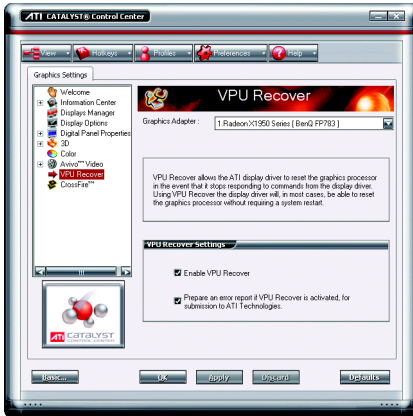 ATI CATALYST® Control Center
View Hotkeys Profiles Preferences Help
Graphics Settings
Welcome
Information Center
Displays Manager
Display Options
Digital Panel Properties
3D
Color
Avivo™ Video
VPU Recover
CrossFire™
VPU Recover
Graphics Adapter :
1.Radeon X1950 Series ( BenQ FP783 )
VPU Recover allows the ATI display driver to reset the graphics processor
in the event that it stops responding to commands from the display driver.
Using VPU Recover the display driver will, in most cases, be able to reset
the graphics processor without requiring a system restart.
VPU Recover Settings
Enable VPU Recover
Prepare an error report if VPU Recover is activated, for
submission to ATI Technologies.
ATI CATALYST
CONTROL CENTER
Basic...
OK
Apply
Discard
Defaults